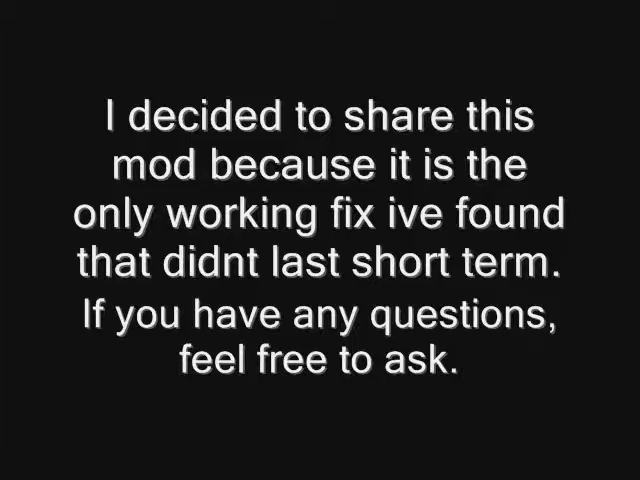 I decided to share this
mod because it is the
only working fix ive found
that didnt last short term.
If you have any questions,
feel free to ask.